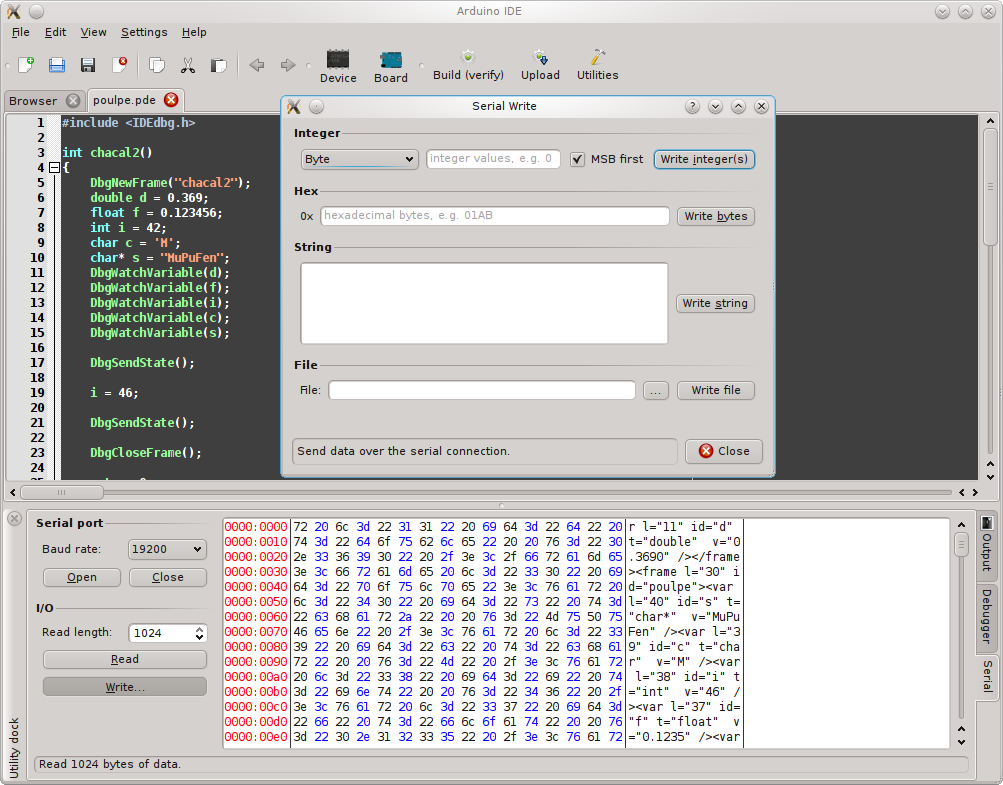 Arduino IDE
File Edit View Settings Help
Device Board Build (verify) Upload Utilities
Browser poulpe.pde
1 #include <IDEdbg.h>
2
3 int chacal2()
4 {
5 DbgNewFrame("chacal2");
6 double d = 0.369;
7 float f = 0.123456;
8 int i = 42;
9 char c = 'M';
10 char* s = "MuPuFen";
11 DbgWatchVariable(d);
12 DbgWatchVariable(f);
13 DbgWatchVariable(i);
14 DbgWatchVariable(c);
15 DbgWatchVariable(s);
16
17 DbgSendState();
18
19 i = 46;
20
21 DbgSendState();
22
23 DbgCloseFrame();
24
Serial Write
Integer
Byte integer values, e.g. 0 MSB first Write integer(s)
Hex
0x hexadecimal bytes, e.g. 01AB Write bytes
String
Write string
File
File: ... Write file
Send data over the serial connection. Close
Utility dock
Serial port
Baud rate: 19200
Open Close
I/O
Read length: 1024
Read
Write...
0000:0000 72 20 6c 3d 22 31 31 22 20 69 64 3d 22 64 22 20 r l="11" id="d"
0000:0010 74 3d 22 64 6f 75 62 6c 65 22 20 20 76 3d 22 30 t="double"  v="0
0000:0020 2e 33 36 39 30 22 20 2f 3e 3c 2f 66 72 61 6d 65 .3690" /></frame
0000:0030 3e 3c 66 72 61 6d 65 20 6c 3d 22 33 30 22 20 69 ><frame l="30" i
0000:0040 64 3d 22 70 6f 75 6c 70 65 22 3e 3c 76 61 72 20 d="poulpe"><var
0000:0050 6c 3d 22 34 30 22 20 69 64 3d 22 73 22 20 74 3d l="40" id="s" t=
0000:0060 22 63 68 61 72 2a 22 20 20 76 3d 22 4d 75 50 75 "char*"  v="MuPu
0000:0070 46 65 6e 22 20 2f 3e 3c 76 61 72 20 6c 3d 22 33 Fen" /><var l="3
0000:0080 39 22 20 69 64 3d 22 63 22 20 74 3d 22 63 68 61 9" id="c" t="cha
0000:0090 72 22 20 20 76 3d 22 4d 22 20 2f 3e 3c 76 61 72 r"  v="M" /><var
0000:00a0 20 6c 3d 22 33 38 22 20 69 64 3d 22 69 22 20 74 l="38" id="i" t
0000:00b0 3d 22 69 6e 74 22 20 20 76 3d 22 34 36 22 20 2f ="int"  v="46" /
0000:00c0 3e 3c 76 61 72 20 6c 3d 22 33 37 22 20 69 64 3d ><var l="37" id=
0000:00d0 22 66 22 20 74 3d 22 66 6c 6f 61 74 22 20 20 76 "f" t="float"  v
0000:00e0 3d 22 30 2e 31 32 33 35 22 20 2f 3e 3c 76 61 72 ="0.1235" /><var
Output
Debugger
Serial
Read 1024 bytes of data.